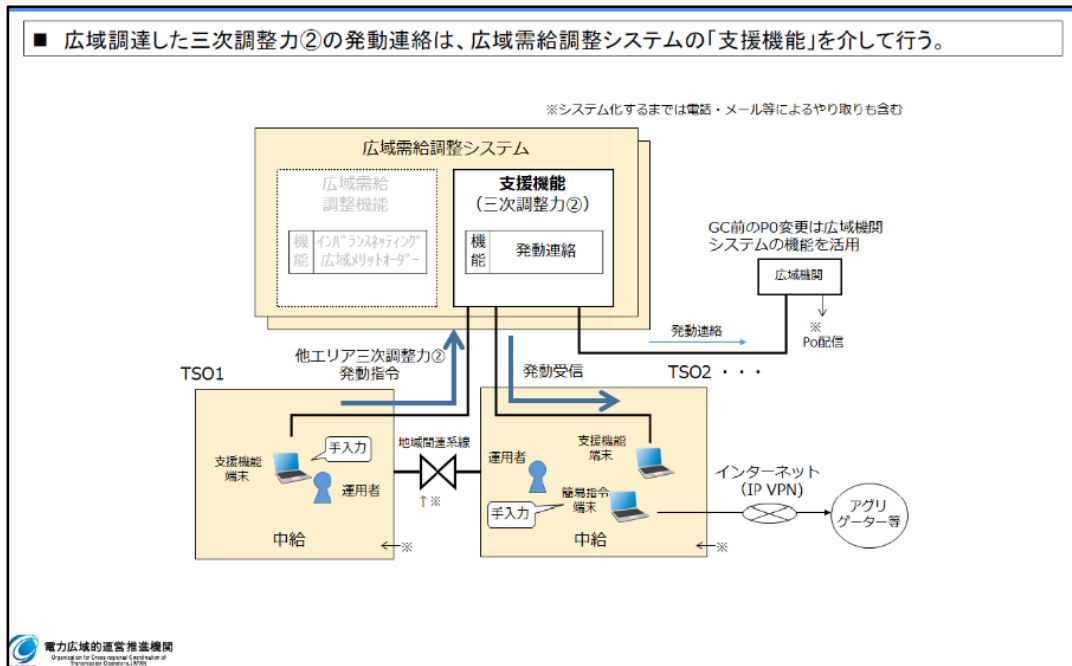 ■ 広域調達した三次調整力②の発動連絡は、広域需給調整システムの「支援機能」を介して行う。
※システム化するまでは電話・メール等によるやり取りも含む
広域需給調整システム
広域需給
調整機能
機能
インバランスネッティング
広域メリットオーダー
支援機能
（三次調整力②）
機能
発動連絡
GC前のP0変更は広域機関
システムの機能を活用
広域機関
発動連絡
※
Po配信
他エリア三次調整力②
発動指令
発動受信
TSO1
TSO2 ・・・
手入力
支援機能
端末
運用者
中給
←※
地域間連系線
↑※
運用者
支援機能
端末
簡易指令
端末
手入力
中給
←※
インターネット
（IP VPN）
アグリ
ゲーター等
電力広域的運営推進機関
Organization for Cross-regional Coordination of
Transmission Operators,JAPAN